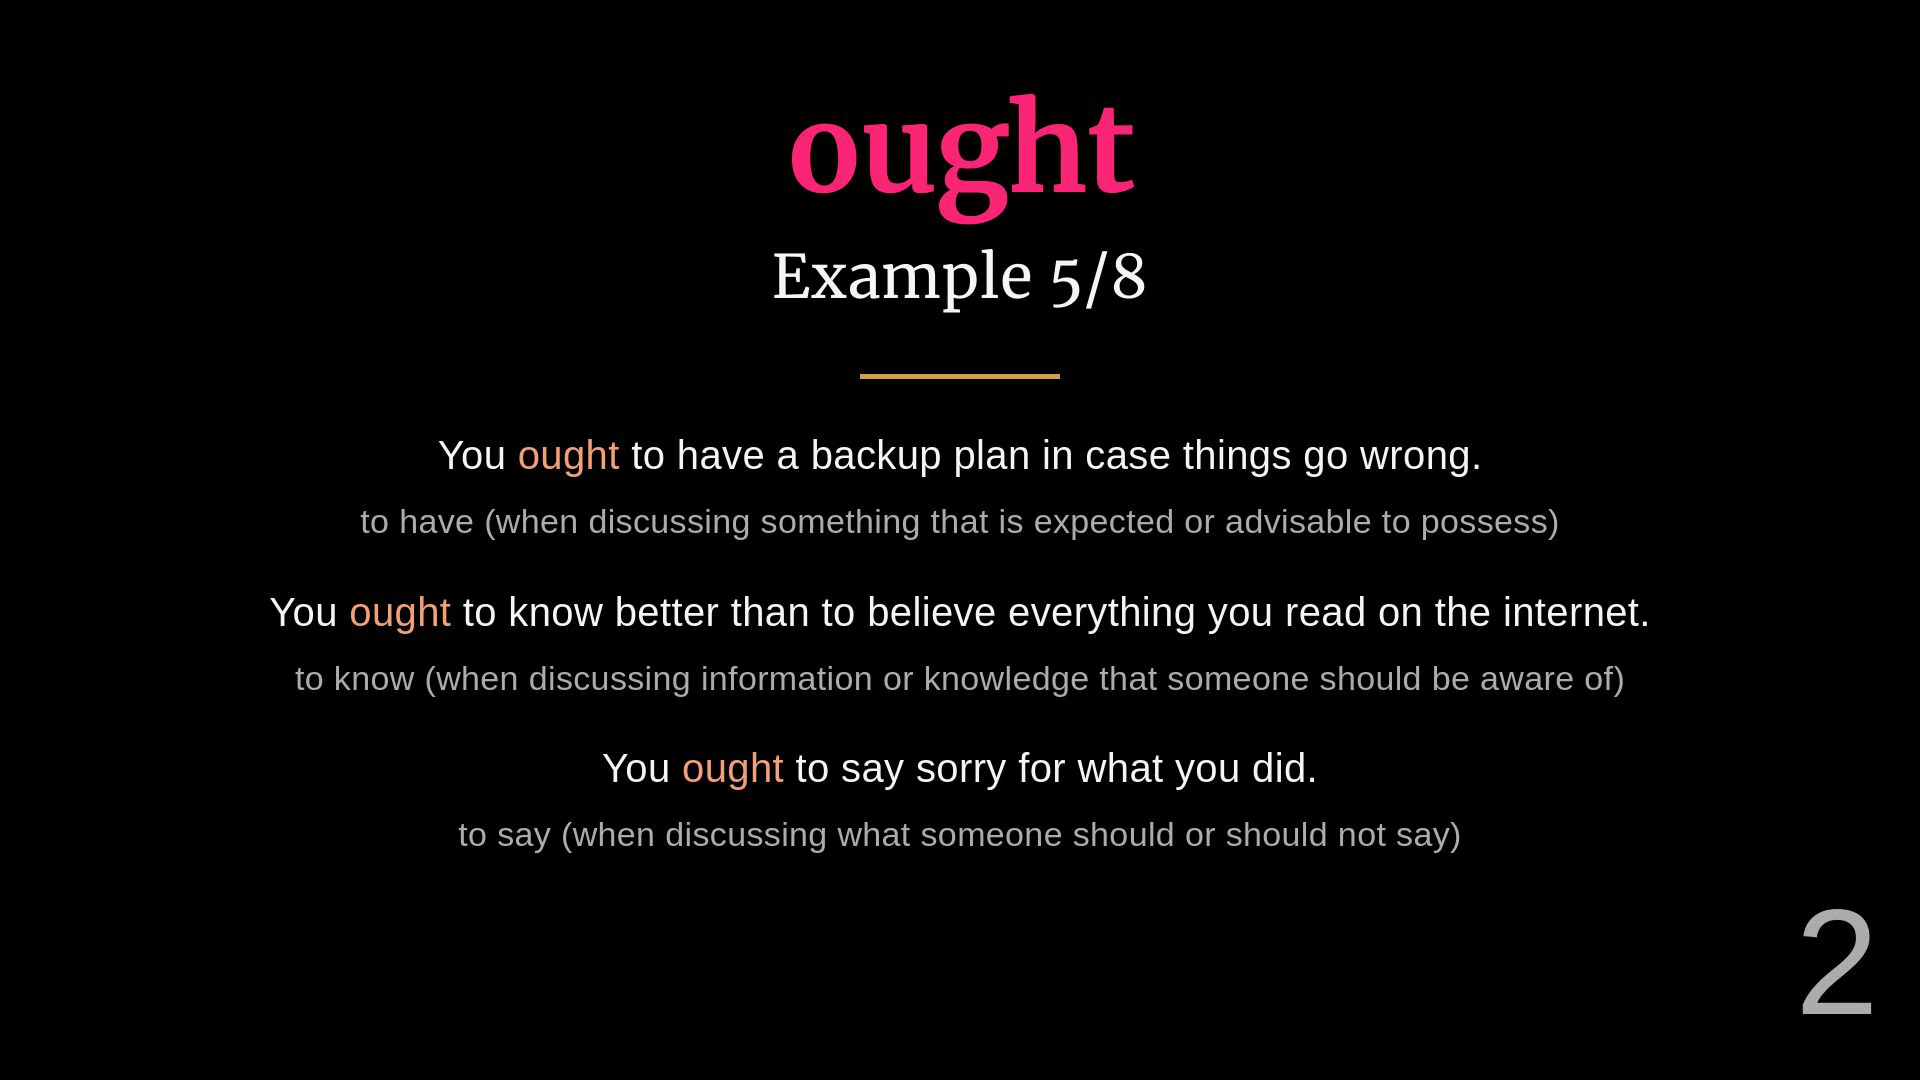 ought
Example 5/8
You ought to have a backup plan in case things go wrong.
to have (when discussing something that is expected or advisable to possess)
You ought to know better than to believe everything you read on the internet.
to know (when discussing information or knowledge that someone should be aware of)
You ought to say sorry for what you did.
to say (when discussing what someone should or should not say)
2